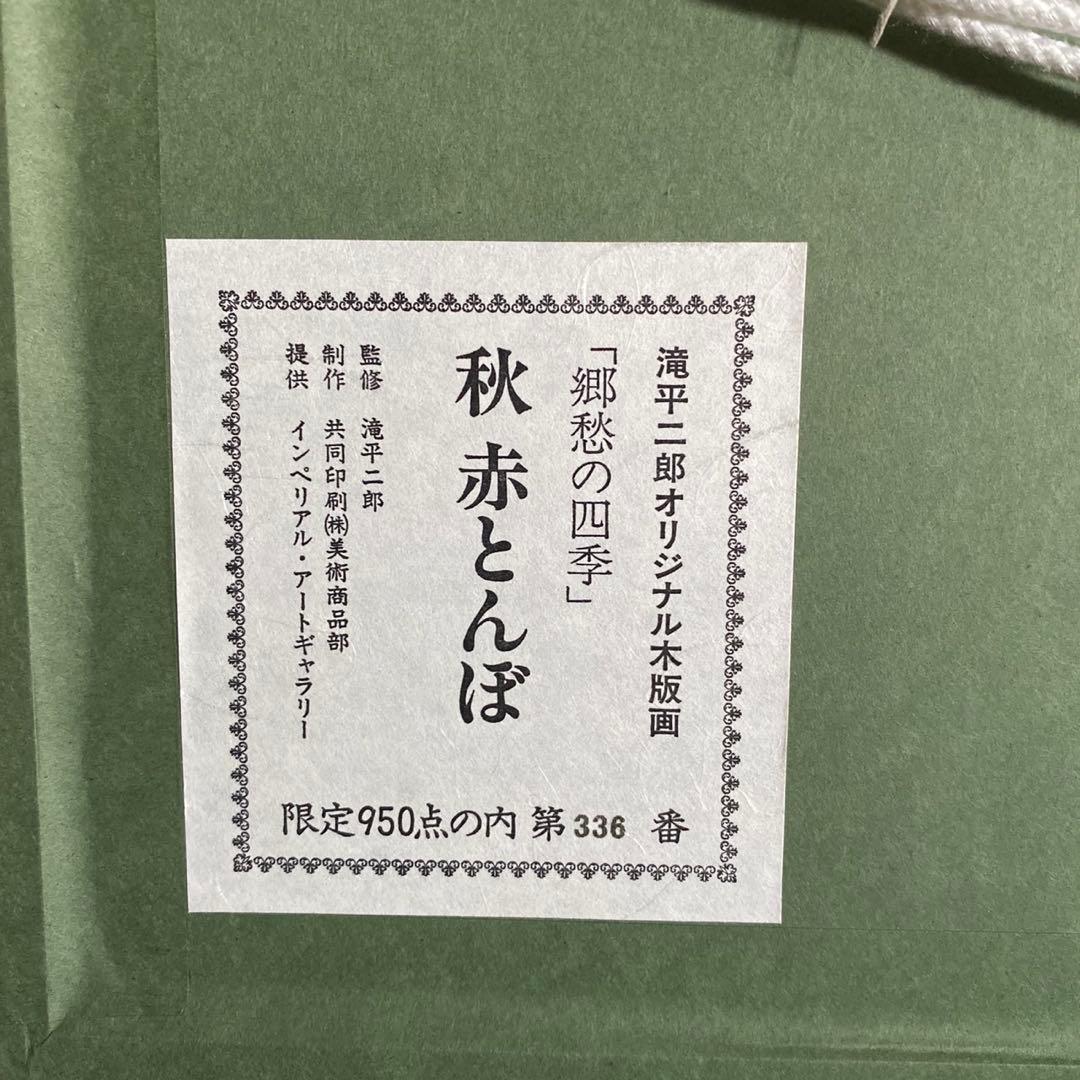 滝平二郎オリジナル木版画
「郷愁の四季」
秋 赤とんぼ
監修 滝平二郎
制作 共同印刷㈱美術商品部
提供 インペリアル・アートギャラリー
限定950点の内 第336 番